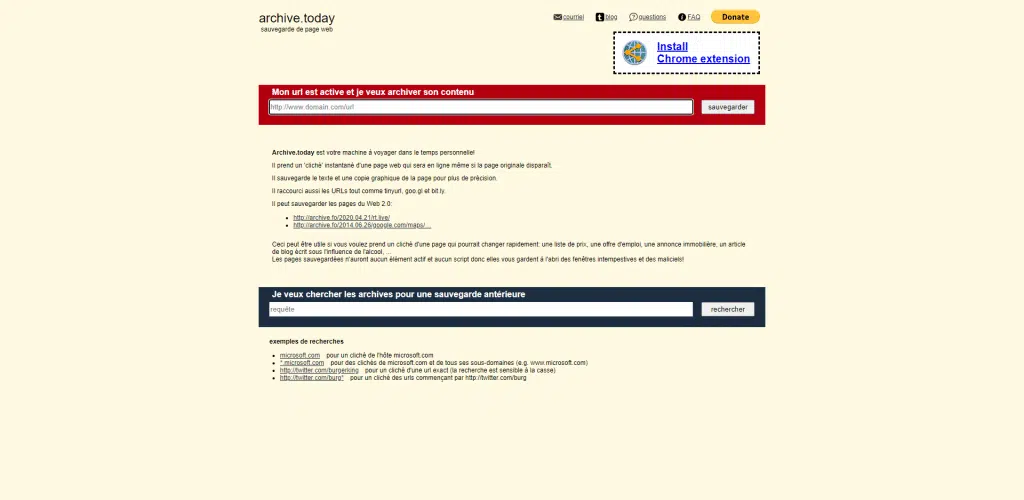 archive.today
sauvegarde de page web
courriel blog questions FAQ Donate
Install
Chrome extension
Mon url est active et je veux archiver son contenu
http://www.domain.com/url sauvegarder
Archive.today est votre machine à voyager dans le temps personnelle!
Il prend un 'cliché' instantané d'une page web qui sera en ligne même si la page originale disparaît.
Il sauvegarde le texte et une copie graphique de la page pour plus de précision.
Il raccourci aussi les URLs tout comme tinyurl, goo.gl et bit.ly.
Il peut sauvegarder les pages du Web 2.0:
http://archive.fo/2020.04.21/rt.live/
http://archive.fo/2014.06.26/google.com/maps/…
Ceci peut être utile si vous voulez prend un cliché d'une page qui pourrait changer rapidement: une liste de prix, une offre d'emploi, une annonce immobilière, un article
de blog écrit sous l'influence de l'alcool, ...
Les pages sauvegardées n'auront aucun élément actif et aucun script donc elles vous gardent à l'abri des fenêtres intempestives et des maliciels!
Je veux chercher les archives pour une sauvegarde antérieure
requête rechercher
exemples de recherches
microsoft.com pour un cliché de l'hôte microsoft.com
*.microsoft.com pour des clichés de microsoft.com et de tous ses sous-domaines (e.g. www.microsoft.com)
http://twitter.com/burgerking pour un cliché d'une url exact (la recherche est sensible à la casse)
http://twitter.com/burg* pour un cliché des urls commençant par http://twitter.com/burg